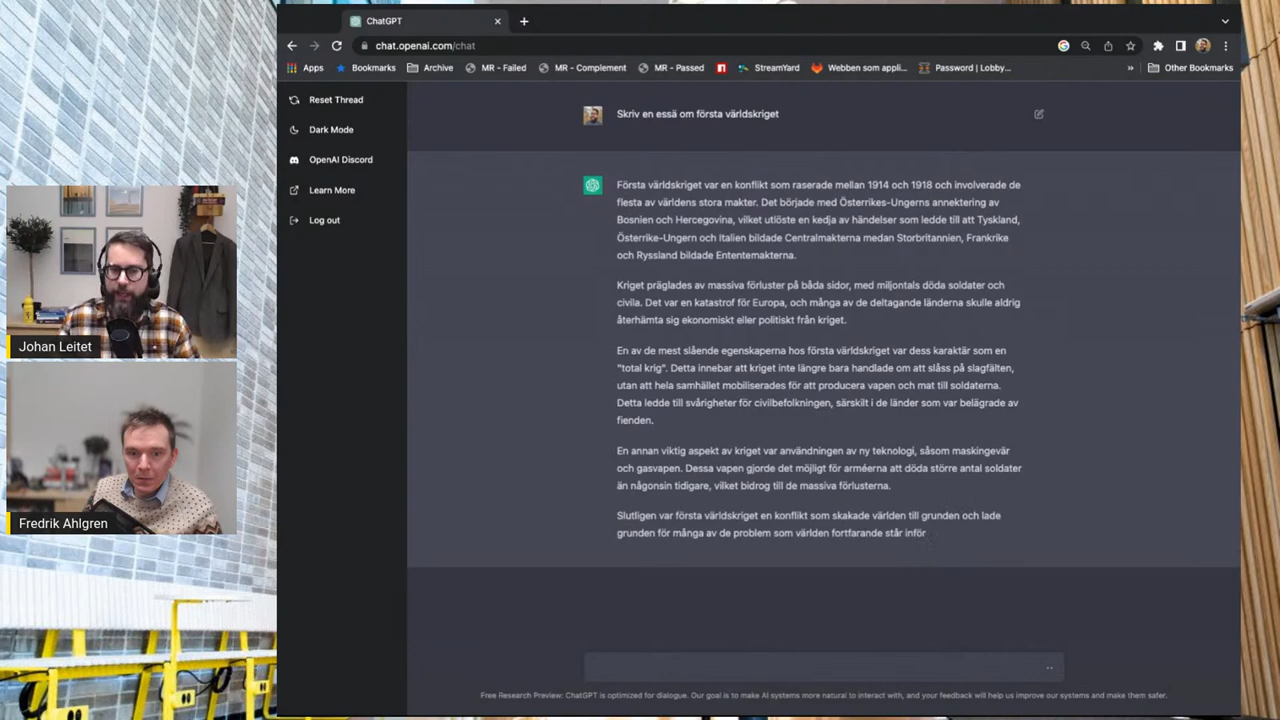 ChatGPT
chat.openai.com/chat
Apps
Bookmarks
Archive
MR - Failed
MR - Complement
MR - Passed
StreamYard
Webben som appli...
Password | Lobby...
»
Other Bookmarks
Reset Thread
Dark Mode
OpenAI Discord
Learn More
Log out
Skriv en essä om första världskriget
Första världskriget var en konflikt som raserade mellan 1914 och 1918 och involverade de
flesta av världens stora makter. Det började med Österrikes-Ungerns annektering av
Bosnien och Hercegovina, vilket utlöste en kedja av händelser som ledde till att Tyskland,
Österrike-Ungern och Italien bildade Centralmakterna medan Storbritannien, Frankrike
och Ryssland bildade Ententemakterna.
Kriget präglades av massiva förluster på båda sidor, med miljontals döda soldater och
civila. Det var en katastrof för Europa, och många av de deltagande länderna skulle aldrig
återhämta sig ekonomiskt eller politiskt från kriget.
En av de mest slående egenskaperna hos första världskriget var dess karaktär som en
"total krig". Detta innebar att kriget inte längre bara handlade om att slåss på slagfälten,
utan att hela samhället mobiliserades för att producera vapen och mat till soldaterna.
Detta ledde till svårigheter för civilbefolkningen, särskilt i de länder som var belägrade av
fienden.
En annan viktig aspekt av kriget var användningen av ny teknologi, såsom maskingevär
och gasvapen. Dessa vapen gjorde det möjligt för arméerna att döda större antal soldater
än någonsin tidigare, vilket bidrog till de massiva förlusterna.
Slutligen var första världskriget en konflikt som skakade världen till grunden och lade
grunden för många av de problem som världen fortfarande står inför
Free Research Preview: ChatGPT is optimized for dialogue. Our goal is to make AI systems more natural to interact with, and your feedback will help us improve our systems and make them safer.
Johan Leitet
Fredrik Ahlgren